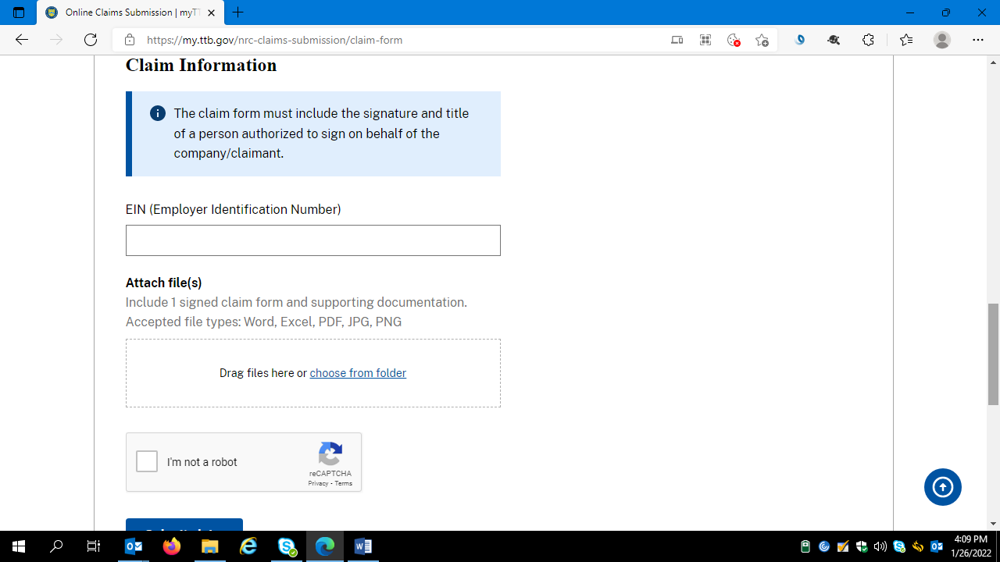 Online Claims Submission | myT
https://my.ttb.gov/nrc-claims-submission/claim-form
Claim Information
The claim form must include the signature and title
of a person authorized to sign on behalf of the
company/claimant.
EIN (Employer Identification Number)
Attach file(s)
Include 1 signed claim form and supporting documentation.
Accepted file types: Word, Excel, PDF, JPG, PNG
Drag files here or choose from folder
I'm not a robot
reCAPTCHA
Privacy - Terms
4:09 PM
1/26/2022